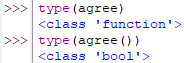 >>> type(agree)
<class 'function'>
>>> type(agree())
<class 'bool'>